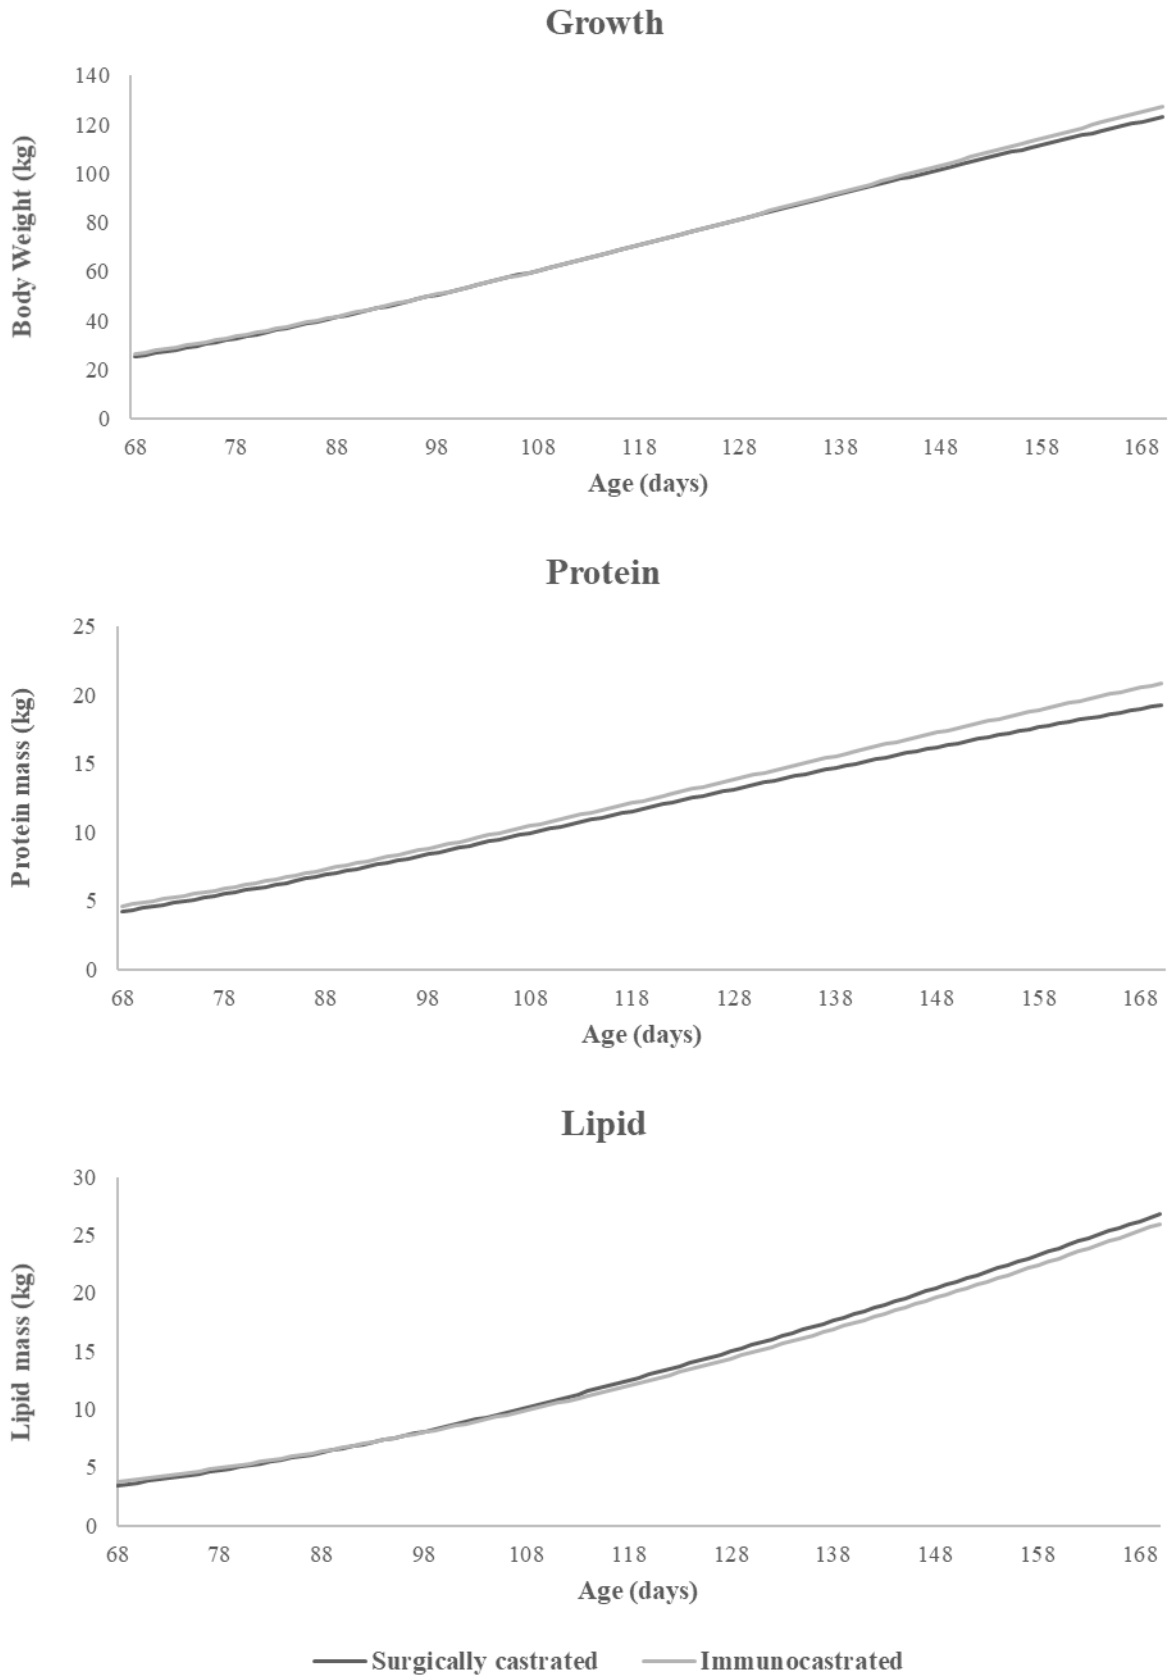 Growth
Body Weight (kg)
140
120
100
80
60
40
20
0
68 78 88 98 108 118 128 138 148 158 168
Age (days)
Protein
Protein mass (kg)
25
20
15
10
5
0
68 78 88 98 108 118 128 138 148 158 168
Age (days)
Lipid
Lipid mass (kg)
30
25
20
15
10
5
0
68 78 88 98 108 118 128 138 148 158 168
Age (days)
Surgically castrated Immunocastrated